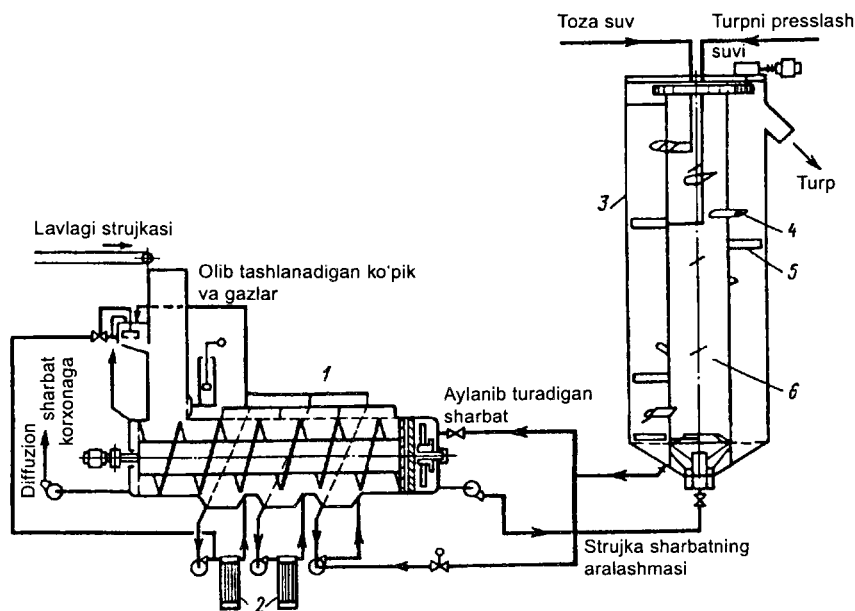 Toza suv
Turpni presslash
suvi
3
Turp
4
5
6
Lavlagi strujkasi
Olib tashlanadigan ko'pik
va gazlar
1
Aylanib turadigan
sharbat
Diffuzion
sharbat
korxonaga
Strujka sharbatning
aralashmasi
2